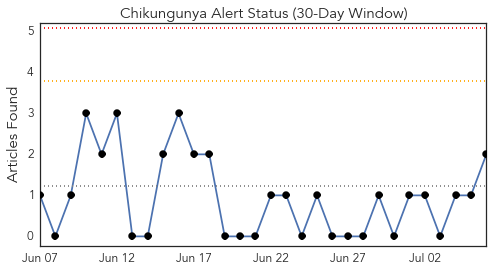 Chikungunya Alert Status (30-Day Window)
Articles Found
5
4
3
2
1
0
Jun 07 Jun 12 Jun 17 Jun 22 Jun 27 Jul 02